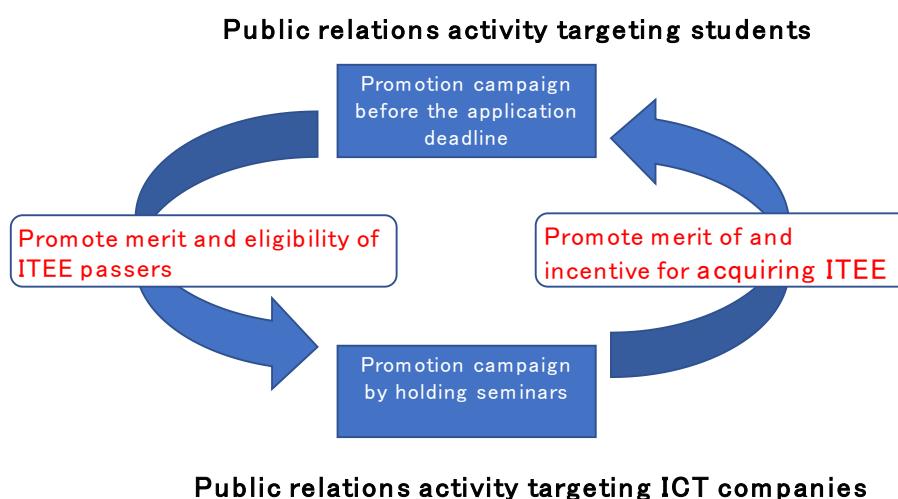 Public relations activity targeting students
Promotion campaign
before the application
deadline
Promote merit and eligibility of
ITEE passers
Promote merit of and
incentive for acquiring ITEE
Promotion campaign
by holding seminars
Public relations activity targeting ICT companies